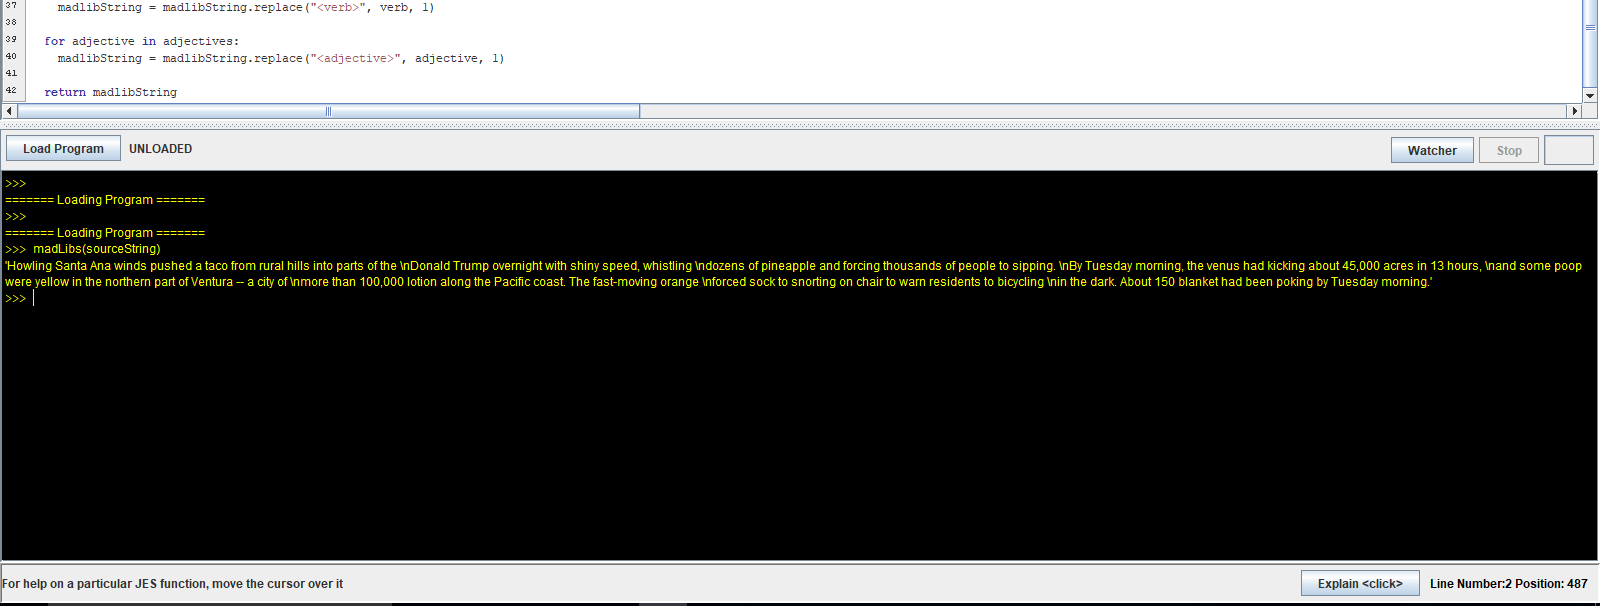 37     madlibString = madlibString.replace("<verb>", verb, 1)
38
39   for adjective in adjectives:
40     madlibString = madlibString.replace("<adjective>", adjective, 1)
41
42   return madlibString
Load Program UNLOADED Watcher Stop
>>>
======= Loading Program =======
>>>
======= Loading Program =======
>>> madLibs(sourceString)
'Howling Santa Ana winds pushed a taco from rural hills into parts of the \nDonald Trump overnight with shiny speed, whistling \ndozens of pineapple and forcing thousands of people to sipping. \nBy Tuesday morning, the venus had kicking about 45,000 acres in 13 hours, \nand some poop
were yellow in the northern part of Ventura -- a city of \nmore than 100,000 lotion along the Pacific coast. The fast-moving orange \nforced sock to snorting on chair to warn residents to bicycling \nin the dark. About 150 blanket had been poking by Tuesday morning.'
>>>
For help on a particular JES function, move the cursor over it Explain <click> Line Number:2 Position: 487